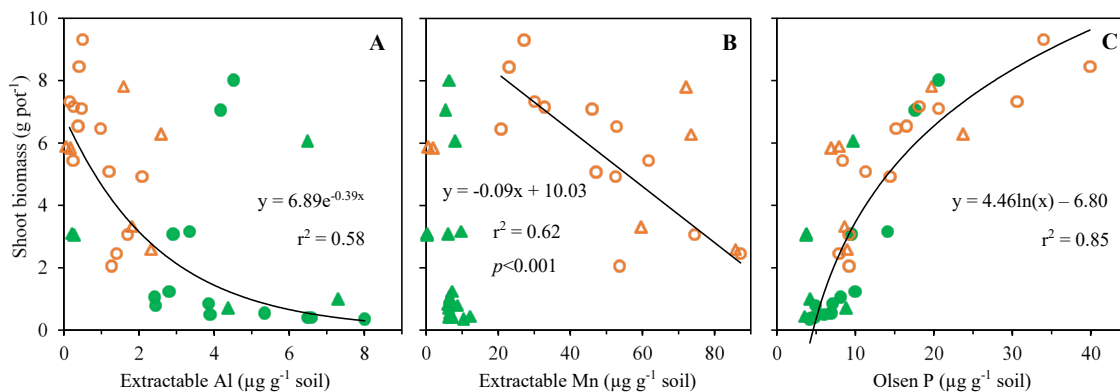 A
B
C
Shoot biomass (g pot⁻¹)
10
8
6
4
2
0
y = 6.89e⁻⁰·³⁹ˣ
r² = 0.58
y = -0.09x + 10.03
r² = 0.62
p<0.001
y = 4.46ln(x) – 6.80
r² = 0.85
0 2 4 6 8
0 20 40 60 80 100
0 10 20 30 40
Extractable Al (µg g⁻¹ soil)
Extractable Mn (µg g⁻¹ soil)
Olsen P (µg g⁻¹ soil)